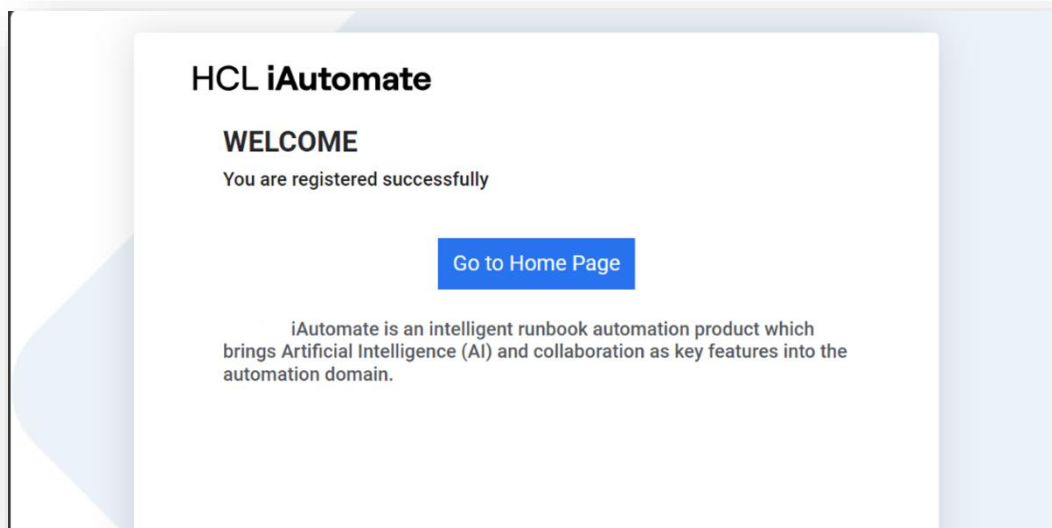 HCL iAutomate
WELCOME
You are registered successfully
Go to Home Page
iAutomate is an intelligent runbook automation product which
brings Artificial Intelligence (AI) and collaboration as key features into the
automation domain.